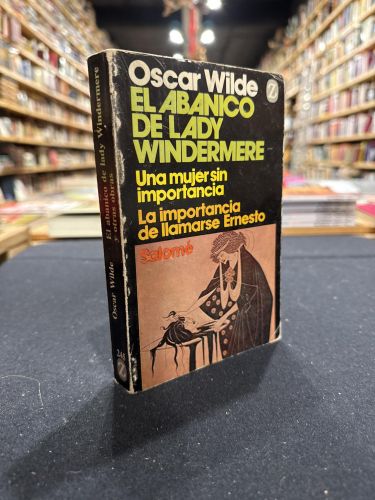 Oscar Wilde
Z
EL ABANICO
DE LADY
WINDERMERE
Una mujer sin
importancia
La importancia
de llamarse Ernesto
Salomé
Oscar Wilde
El abanico de lady Windermere
y otras obras
248
Z